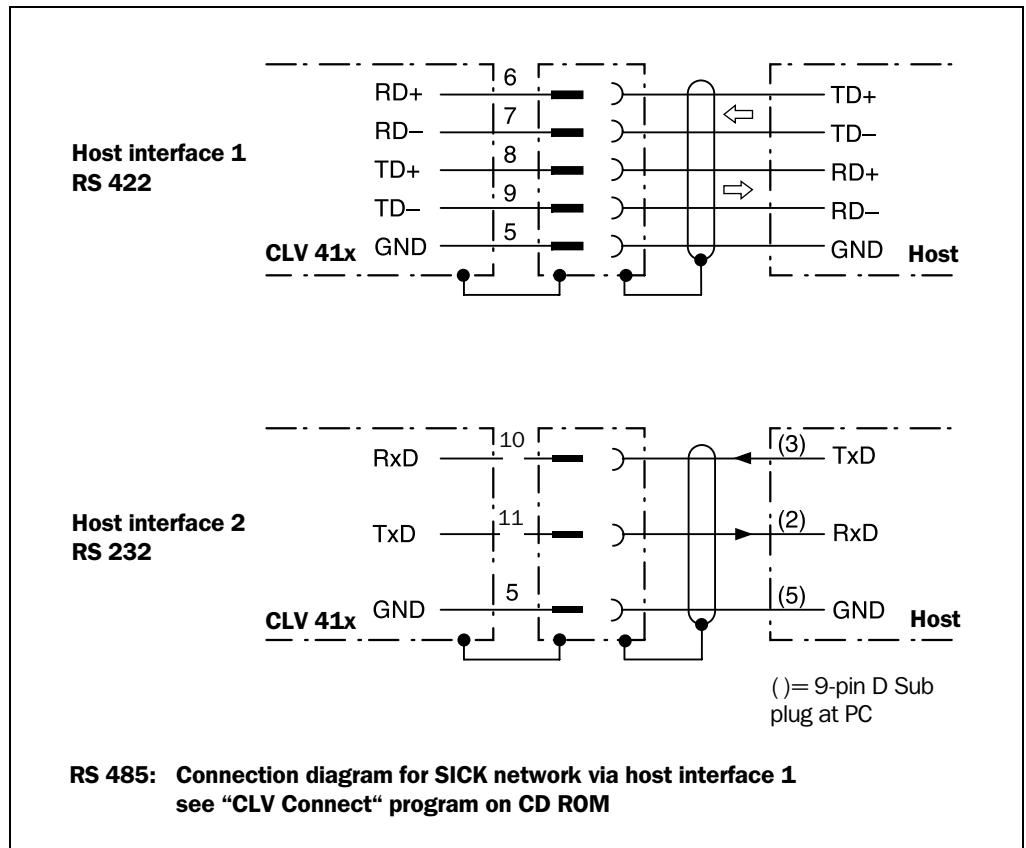 RD+ 6 TD+
RD– 7 TD–
Host interface 1
RS 422
TD+ 8 RD+
TD– 9 RD–
CLV 41x GND 5 GND Host
RxD 10 (3) TxD
Host interface 2
RS 232
TxD 11 (2) RxD
CLV 41x GND 5 (5) GND Host
( )= 9-pin D Sub
plug at PC
RS 485: Connection diagram for SICK network via host interface 1
see “CLV Connect“ program on CD ROM